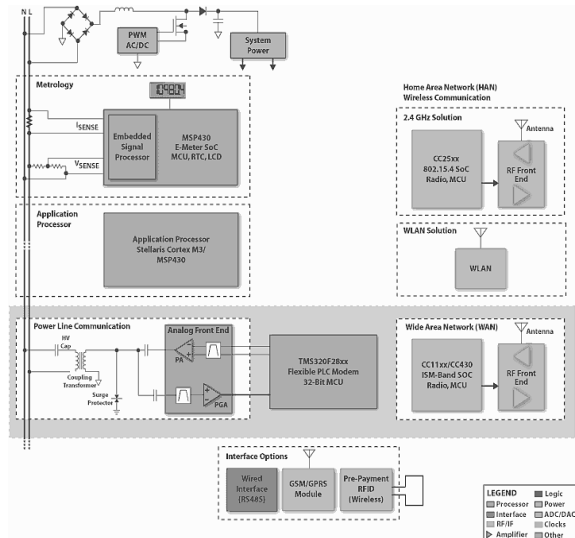 N L
PWM
AC/DC
System
Power
Metrology
ISENSE
VSENSE
Embedded
Signal
Processor
MSP430
E-Meter SoC
MCU, RTC, LCD
Home Area Network (HAN)
Wireless Communication
2.4 GHz Solution
Antenna
CC25xx
802.15.4 SoC
Radio, MCU
RF Front
End
Application
Processor
Application Processor
Stellaris Cortex M3/
MSP430
WLAN Solution
WLAN
Power Line Communication
HV
Cap
Coupling
Transformer
Surge
Protector
Analog Front End
PA
PGA
TMS320F28xx
Flexible PLC Modem
32-Bit MCU
Wide Area Network (WAN)
Antenna
CC11xx/CC430
ISM-Band SOC
Radio, MCU
RF Front
End
Interface Options
Wired
Interface
(RS485)
GSM/GPRS
Module
Pre-Payment
RFID
(Wireless)
LEGEND
Processor
Interface
RF/IF
Amplifier
Logic
Power
ADC/DAC
Clocks
Other